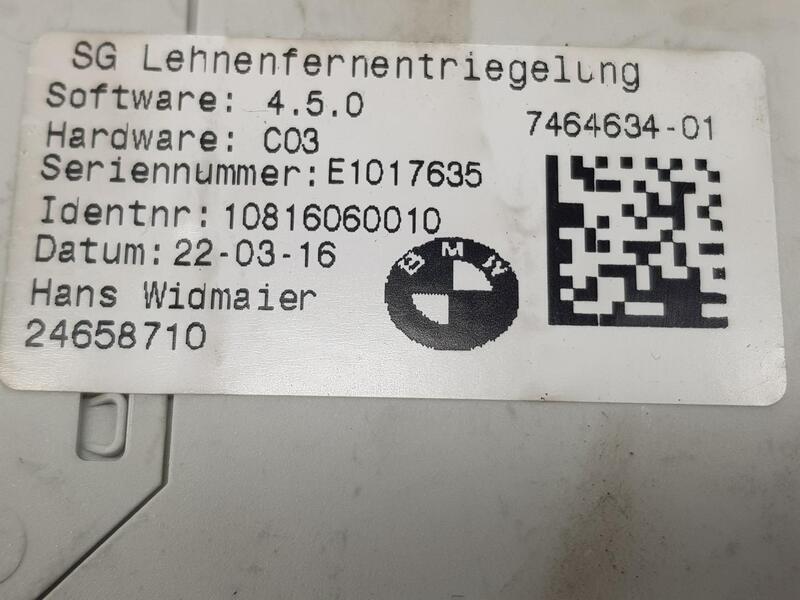 SG Lehnenfernentriegelung
Software: 4.5.0
7464634-01
Hardware: C03
Seriennummer: E1017635
Identnr: 10816060010
Datum: 22-03-16
BMW
Hans Widmaier
24658710